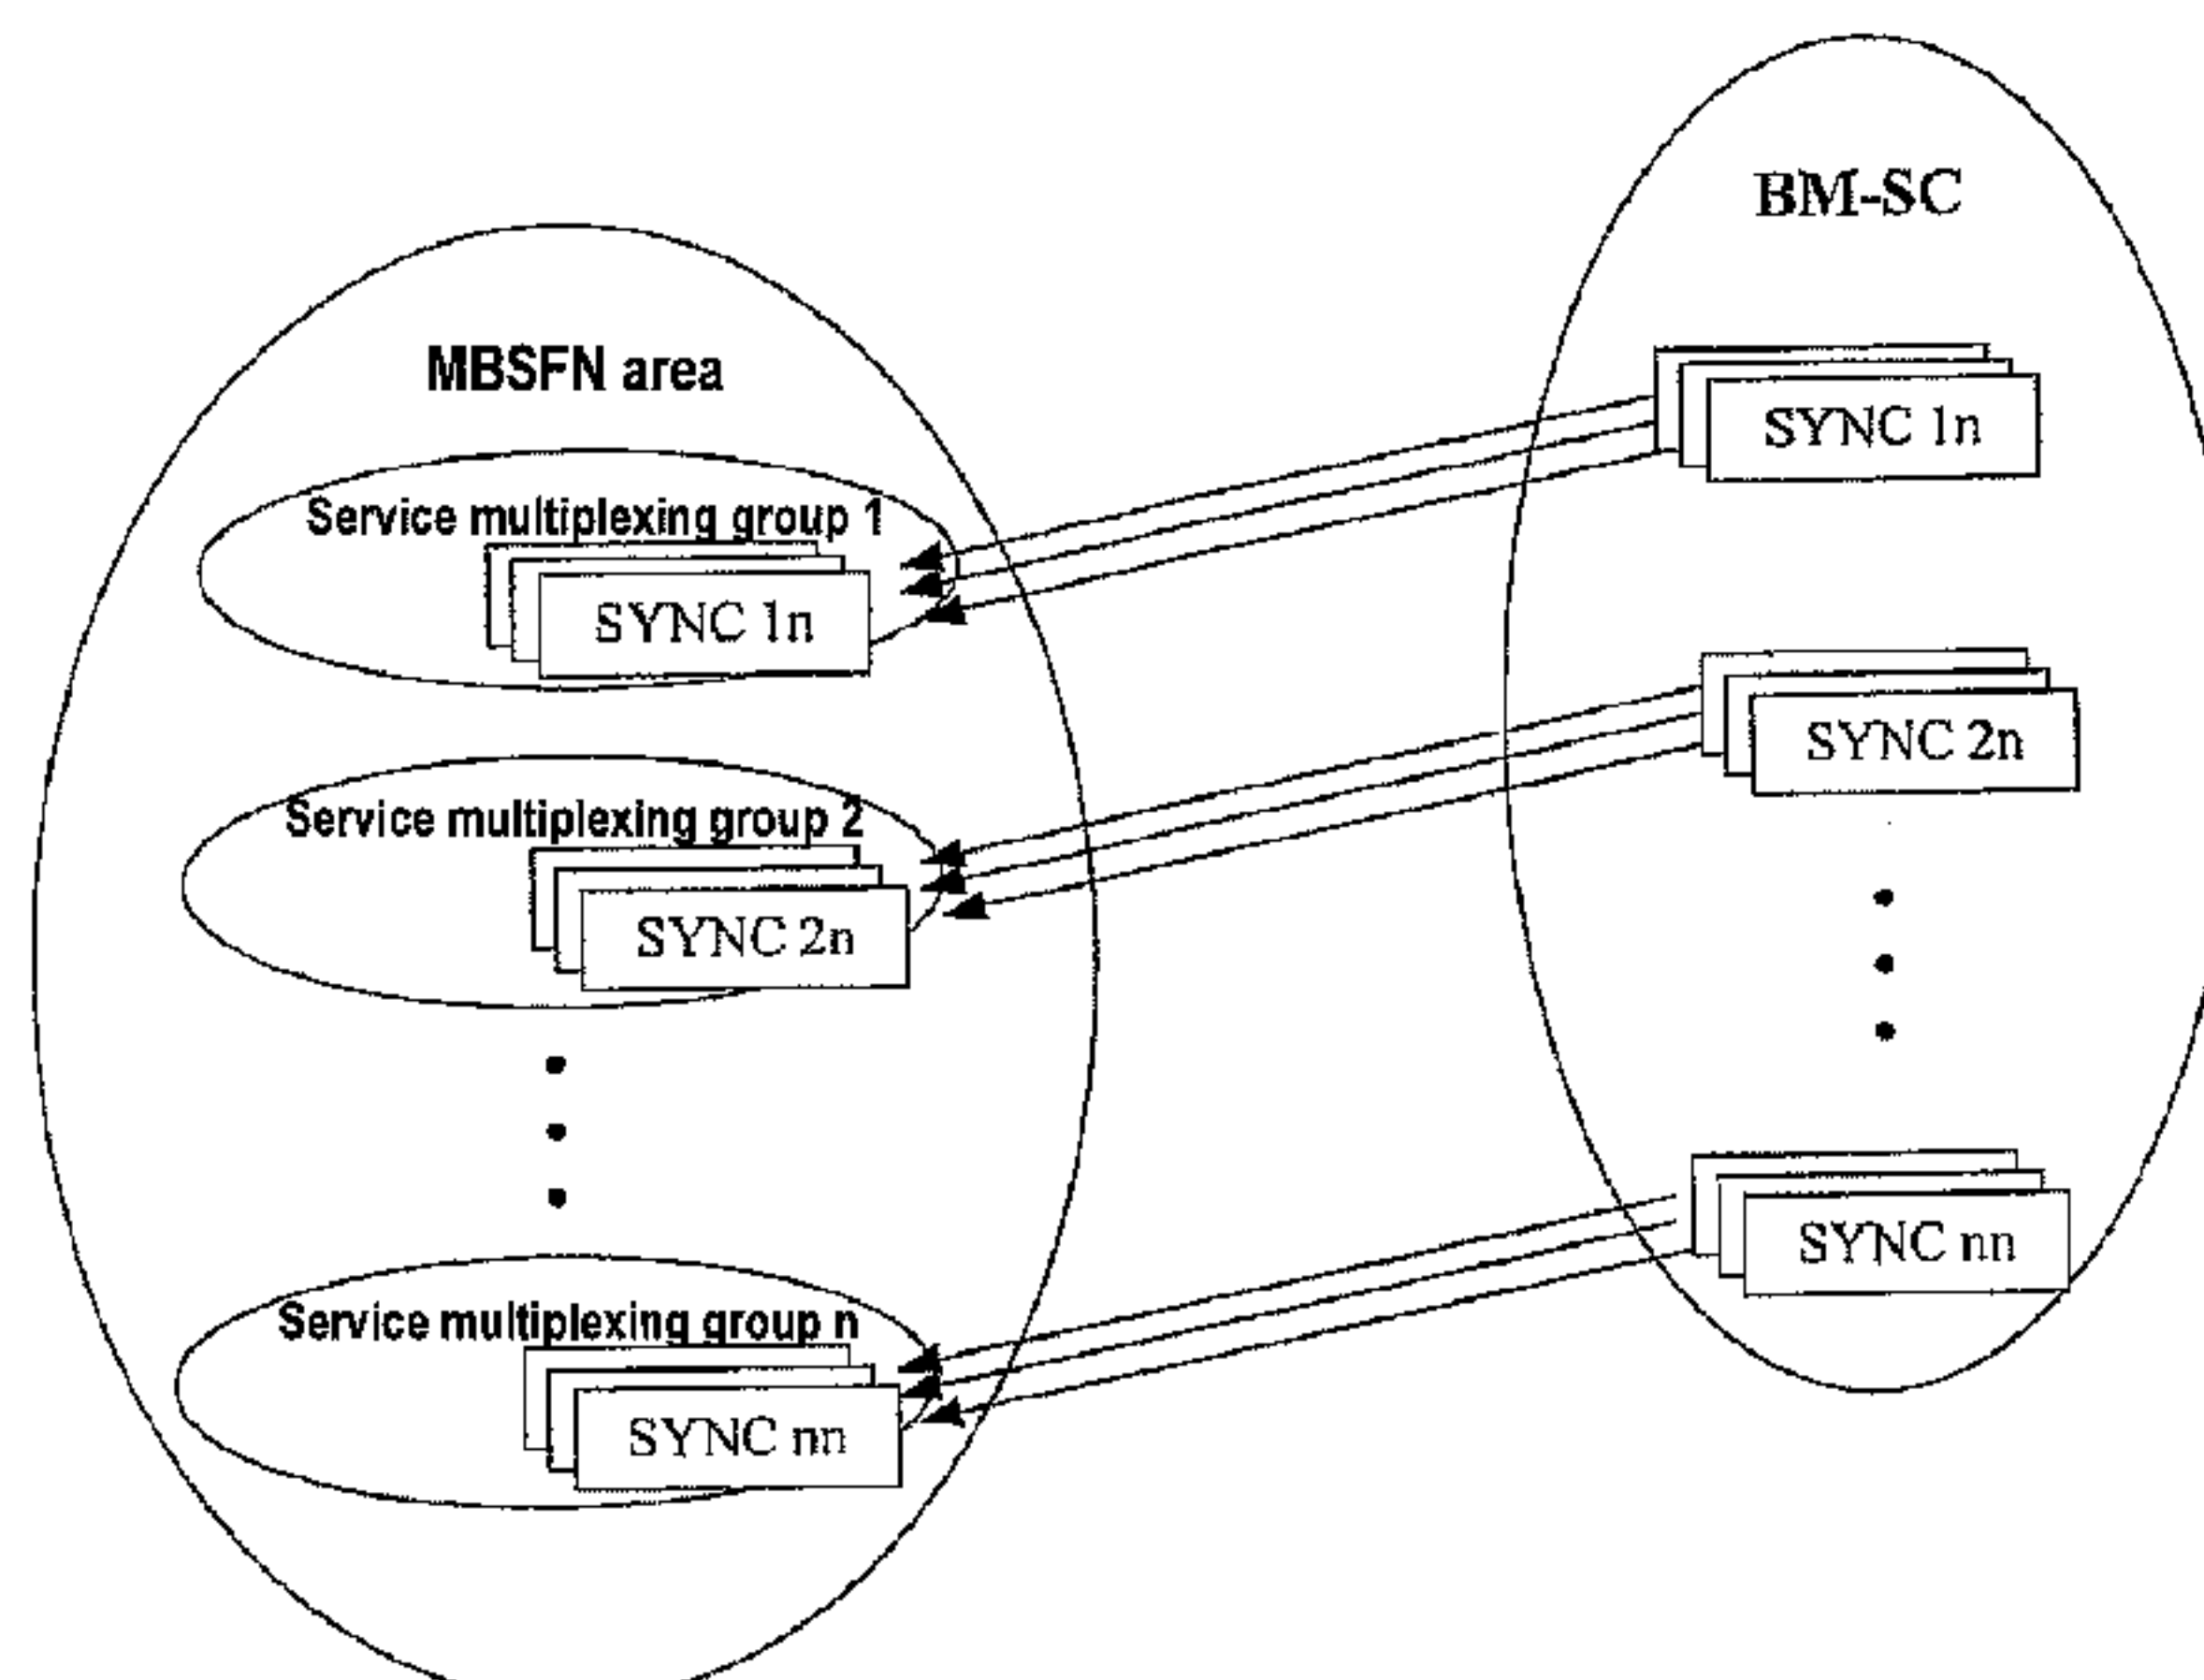 BM-SC
MBSFN area
SYNC 1n
Service multiplexing group 1
SYNC 1n
SYNC 2n
Service multiplexing group 2
SYNC 2n
SYNC nn
Service multiplexing group n
SYNC nn